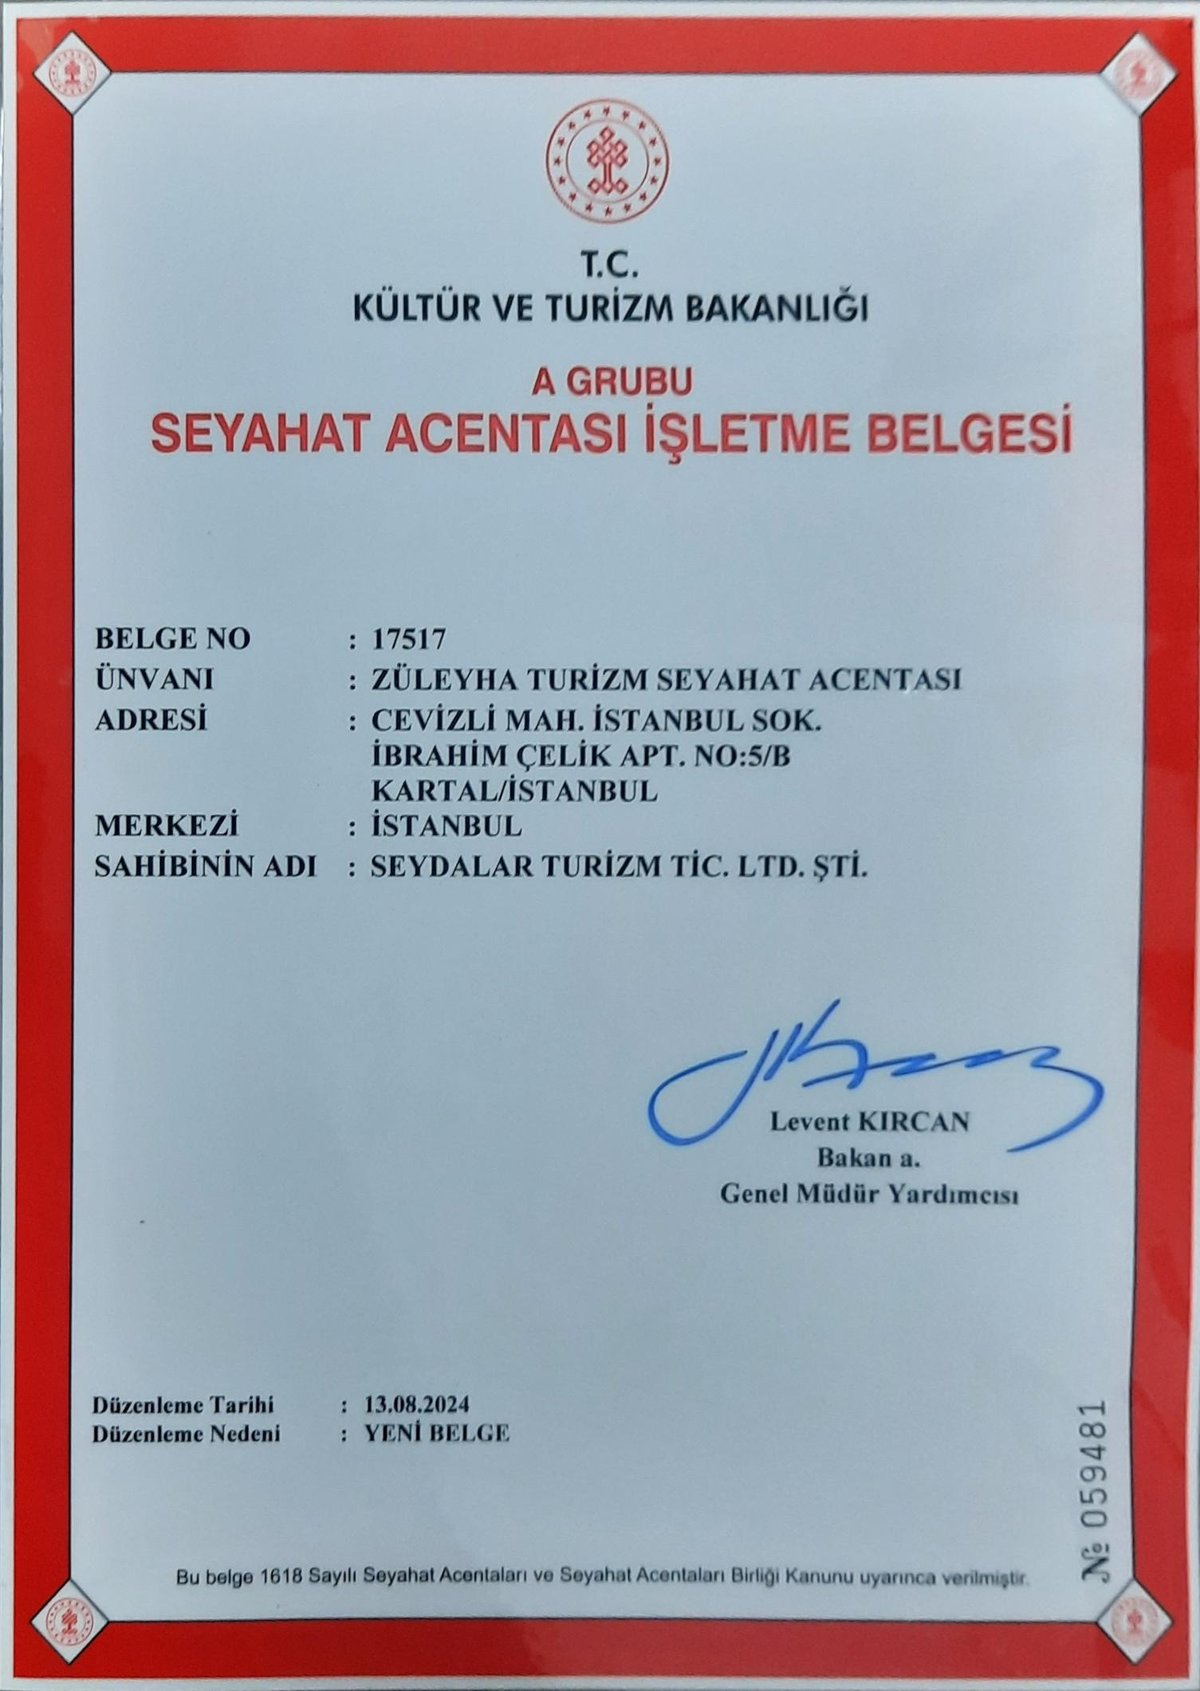 T.C.
KÜLTÜR VE TURİZM BAKANLIĞI
A GRUBU
SEYAHAT ACENTASI İŞLETME BELGESİ
BELGE NO : 17517
ÜNVANI : ZÜLEYHA TURİZM SEYAHAT ACENTASI
ADRESİ : CEVİZLİ MAH. İSTANBUL SOK.
İBRAHİM ÇELİK APT. NO:5/B
KARTAL/İSTANBUL
MERKEZİ : İSTANBUL
SAHİBİNİN ADI : SEYDALAR TURİZM TİC. LTD. ŞTİ.
Levent KIRCAN
Bakan a.
Genel Müdür Yardımcısı
Düzenleme Tarihi : 13.08.2024
Düzenleme Nedeni : YENİ BELGE
№ 059481
Bu belge 1618 Sayılı Seyahat Acentaları ve Seyahat Acentaları Birliği Kanunu uyarınca verilmiştir.